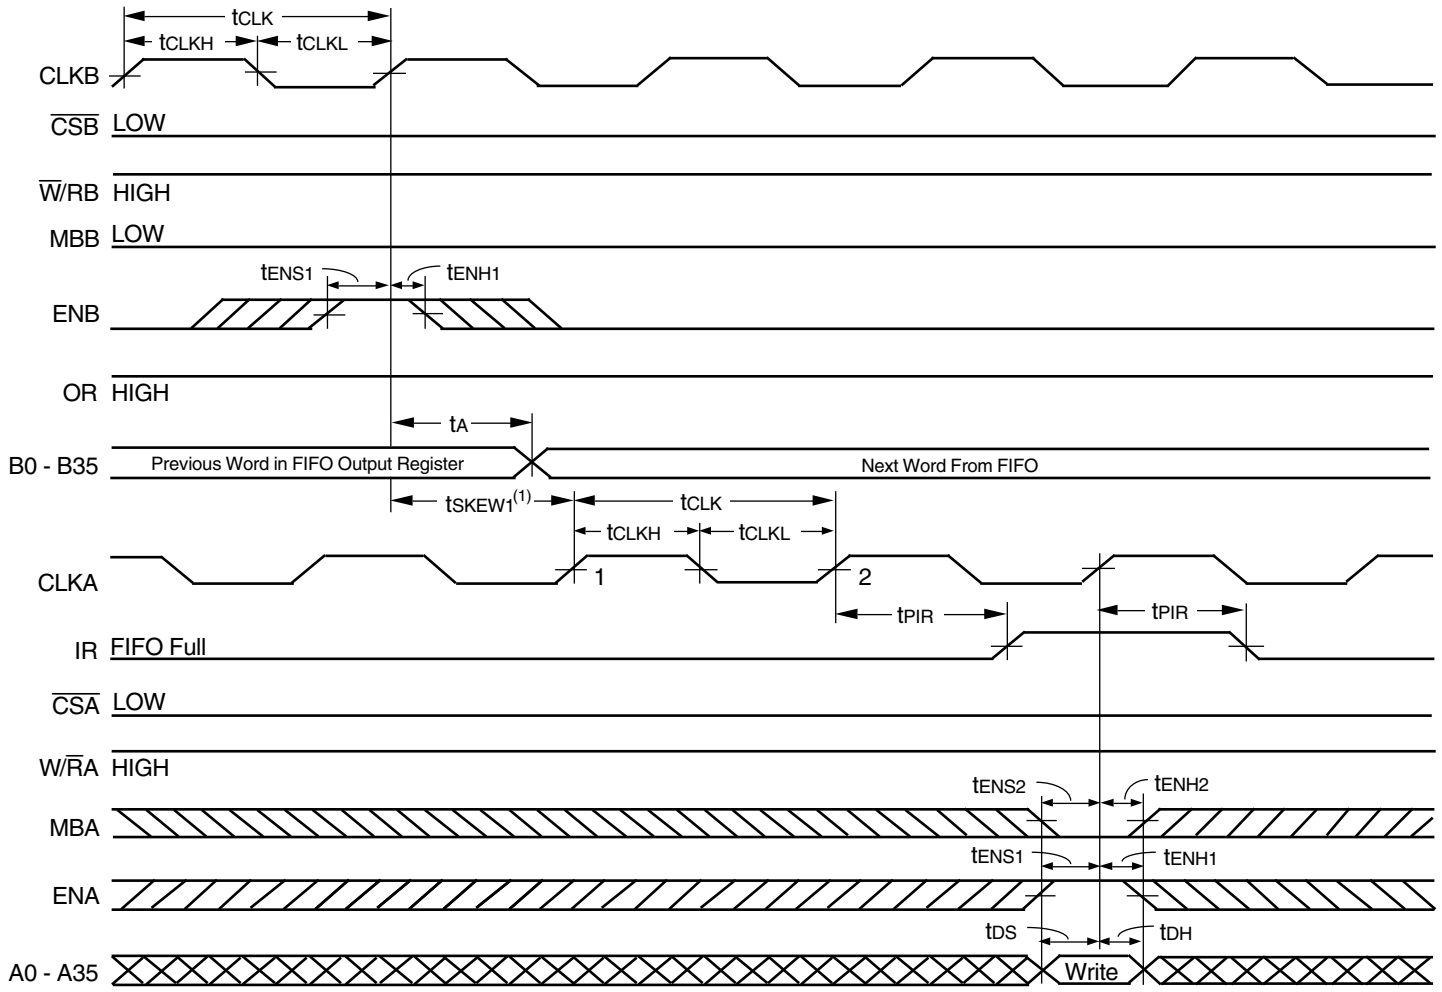 tCLK
tCLKH tCLKL
CLKB
CSB LOW
W/RB HIGH
MBB LOW
tENS1 tENH1
ENB
OR HIGH
tA
B0 - B35 Previous Word in FIFO Output Register Next Word From FIFO
tSKEW1(1) tCLK
tCLKH tCLKL
CLKA 1 2
tPIR tPIR
IR FIFO Full
CSA LOW
W/RA HIGH
tENS2 tENH2
MBA
tENS1 tENH1
ENA
tDS tDH
A0 - A35 Write